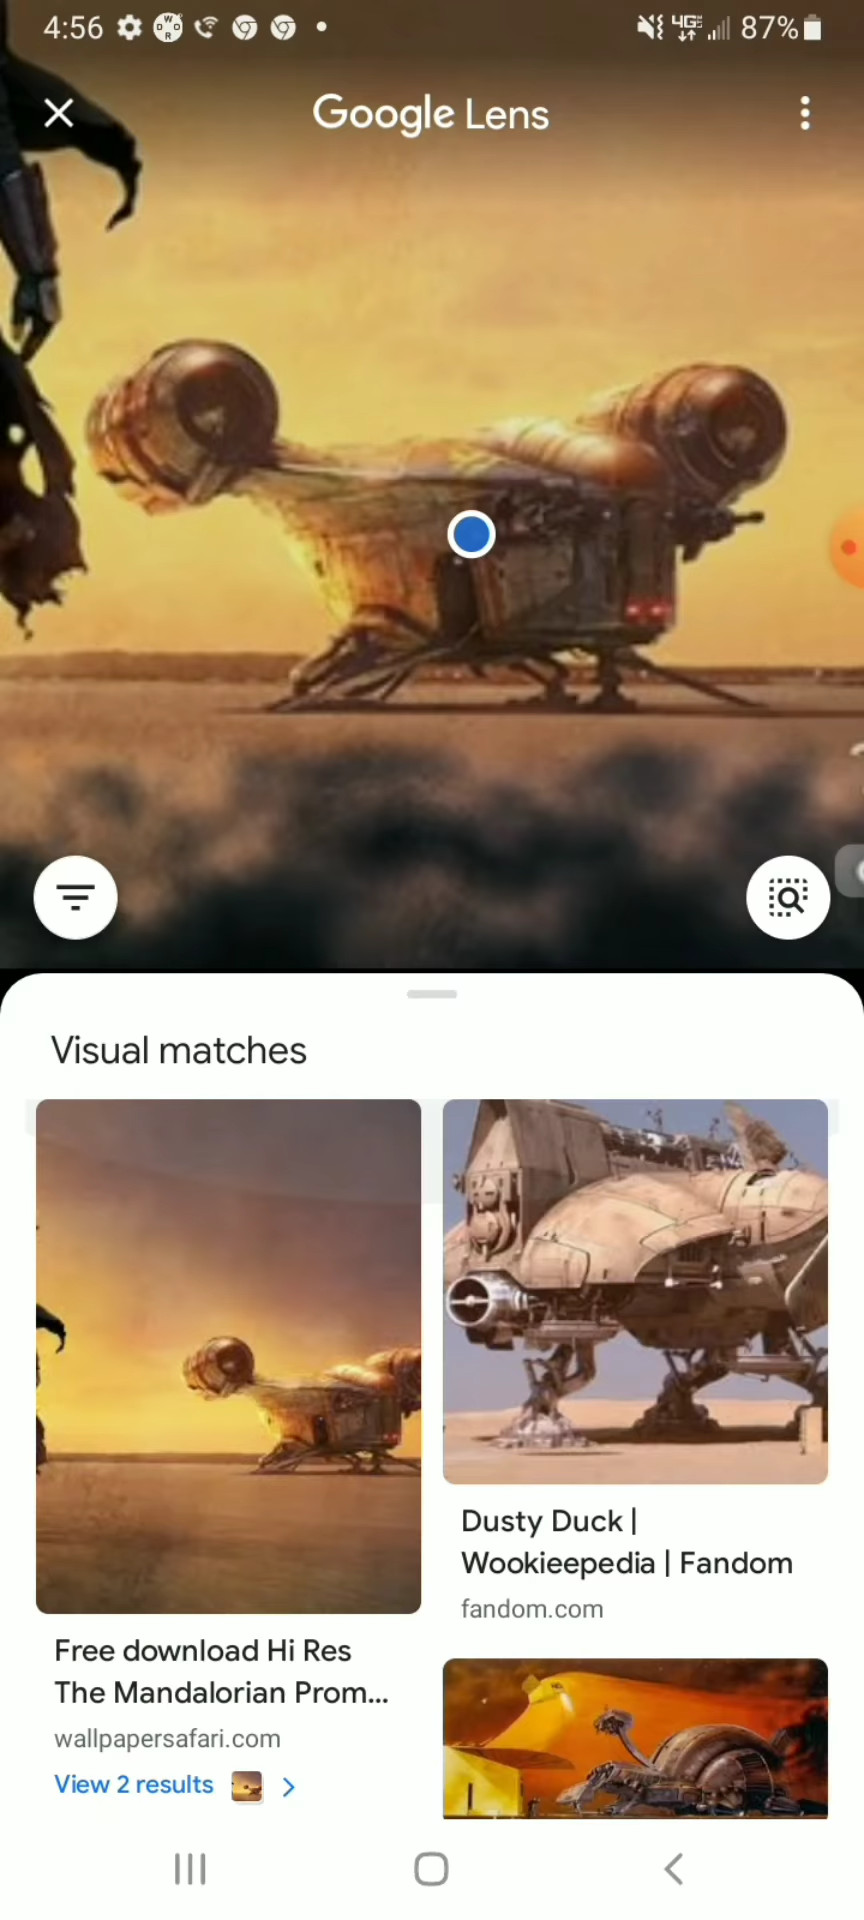 4:56
4GE 87%
Google Lens
Visual matches
Free download Hi Res
The Mandalorian Prom...
wallpapersafari.com
View 2 results
Dusty Duck |
Wookieepedia | Fandom
fandom.com